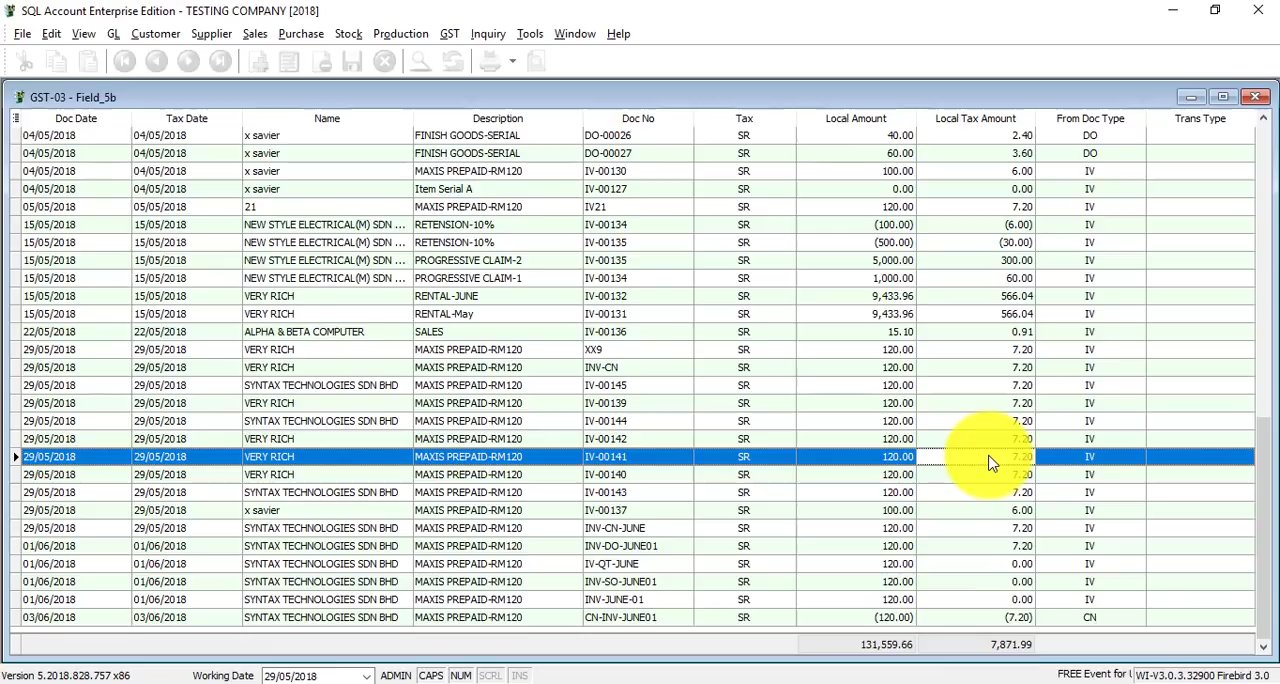 SQL Account Enterprise Edition - TESTING COMPANY [2018]
File Edit View GL Customer Supplier Sales Purchase Stock Production GST Inquiry Tools Window Help
GST-03 - Field_5b
Doc Date Tax Date Name Description Doc No Tax Local Amount Local Tax Amount From Doc Type Trans Type
04/05/2018 04/05/2018 x savier FINISH GOODS-SERIAL DO-00026 SR 40.00 2.40 DO
04/05/2018 04/05/2018 x savier FINISH GOODS-SERIAL DO-00027 SR 60.00 3.60 DO
04/05/2018 04/05/2018 x savier MAXIS PREPAID-RM120 IV-00130 SR 100.00 6.00 IV
04/05/2018 04/05/2018 x savier Item Serial A IV-00127 SR 0.00 0.00 IV
05/05/2018 05/05/2018 21 MAXIS PREPAID-RM120 IV21 SR 120.00 7.20 IV
15/05/2018 15/05/2018 NEW STYLE ELECTRICAL(M) SDN ... RETENSION-10% IV-00134 SR (100.00) (6.00) IV
15/05/2018 15/05/2018 NEW STYLE ELECTRICAL(M) SDN ... RETENSION-10% IV-00135 SR (500.00) (30.00) IV
15/05/2018 15/05/2018 NEW STYLE ELECTRICAL(M) SDN ... PROGRESSIVE CLAIM-2 IV-00135 SR 5,000.00 300.00 IV
15/05/2018 15/05/2018 NEW STYLE ELECTRICAL(M) SDN ... PROGRESSIVE CLAIM-1 IV-00134 SR 1,000.00 60.00 IV
15/05/2018 15/05/2018 VERY RICH RENTAL-JUNE IV-00132 SR 9,433.96 566.04 IV
15/05/2018 15/05/2018 VERY RICH RENTAL-May IV-00131 SR 9,433.96 566.04 IV
22/05/2018 22/05/2018 ALPHA & BETA COMPUTER SALES IV-00136 SR 15.10 0.91 IV
29/05/2018 29/05/2018 VERY RICH MAXIS PREPAID-RM120 XX9 SR 120.00 7.20 IV
29/05/2018 29/05/2018 VERY RICH MAXIS PREPAID-RM120 INV-CN SR 120.00 7.20 IV
29/05/2018 29/05/2018 SYNTAX TECHNOLOGIES SDN BHD MAXIS PREPAID-RM120 IV-00145 SR 120.00 7.20 IV
29/05/2018 29/05/2018 VERY RICH MAXIS PREPAID-RM120 IV-00139 SR 120.00 7.20 IV
29/05/2018 29/05/2018 SYNTAX TECHNOLOGIES SDN BHD MAXIS PREPAID-RM120 IV-00144 SR 120.00 7.20 IV
29/05/2018 29/05/2018 VERY RICH MAXIS PREPAID-RM120 IV-00142 SR 120.00 7.20 IV
29/05/2018 29/05/2018 VERY RICH MAXIS PREPAID-RM120 IV-00141 SR 120.00 7.20 IV
29/05/2018 29/05/2018 VERY RICH MAXIS PREPAID-RM120 IV-00140 SR 120.00 7.20 IV
29/05/2018 29/05/2018 SYNTAX TECHNOLOGIES SDN BHD MAXIS PREPAID-RM120 IV-00143 SR 120.00 7.20 IV
29/05/2018 29/05/2018 x savier MAXIS PREPAID-RM120 IV-00137 SR 100.00 6.00 IV
29/05/2018 29/05/2018 SYNTAX TECHNOLOGIES SDN BHD MAXIS PREPAID-RM120 INV-CN-JUNE SR 120.00 7.20 IV
01/06/2018 01/06/2018 SYNTAX TECHNOLOGIES SDN BHD MAXIS PREPAID-RM120 INV-DO-JUNE01 SR 120.00 7.20 IV
01/06/2018 01/06/2018 SYNTAX TECHNOLOGIES SDN BHD MAXIS PREPAID-RM120 IV-QT-JUNE SR 120.00 0.00 IV
01/06/2018 01/06/2018 SYNTAX TECHNOLOGIES SDN BHD MAXIS PREPAID-RM120 INV-SO-JUNE01 SR 120.00 0.00 IV
01/06/2018 01/06/2018 SYNTAX TECHNOLOGIES SDN BHD MAXIS PREPAID-RM120 INV-JUNE-01 SR 120.00 0.00 IV
03/06/2018 03/06/2018 SYNTAX TECHNOLOGIES SDN BHD MAXIS PREPAID-RM120 CN-INV-JUNE01 SR (120.00) (7.20) CN
131,559.66 7,871.99
Version 5.2018.828.757 x86 Working Date 29/05/2018 ADMIN CAPS NUM SCRL INS FREE Event for WI-V3.0.3.32900 Firebird 3.0